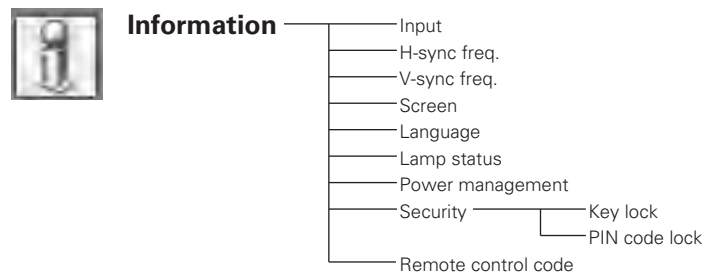 Information
Input
H-sync freq.
V-sync freq.
Screen
Language
Lamp status
Power management
Security
Key lock
PIN code lock
Remote control code